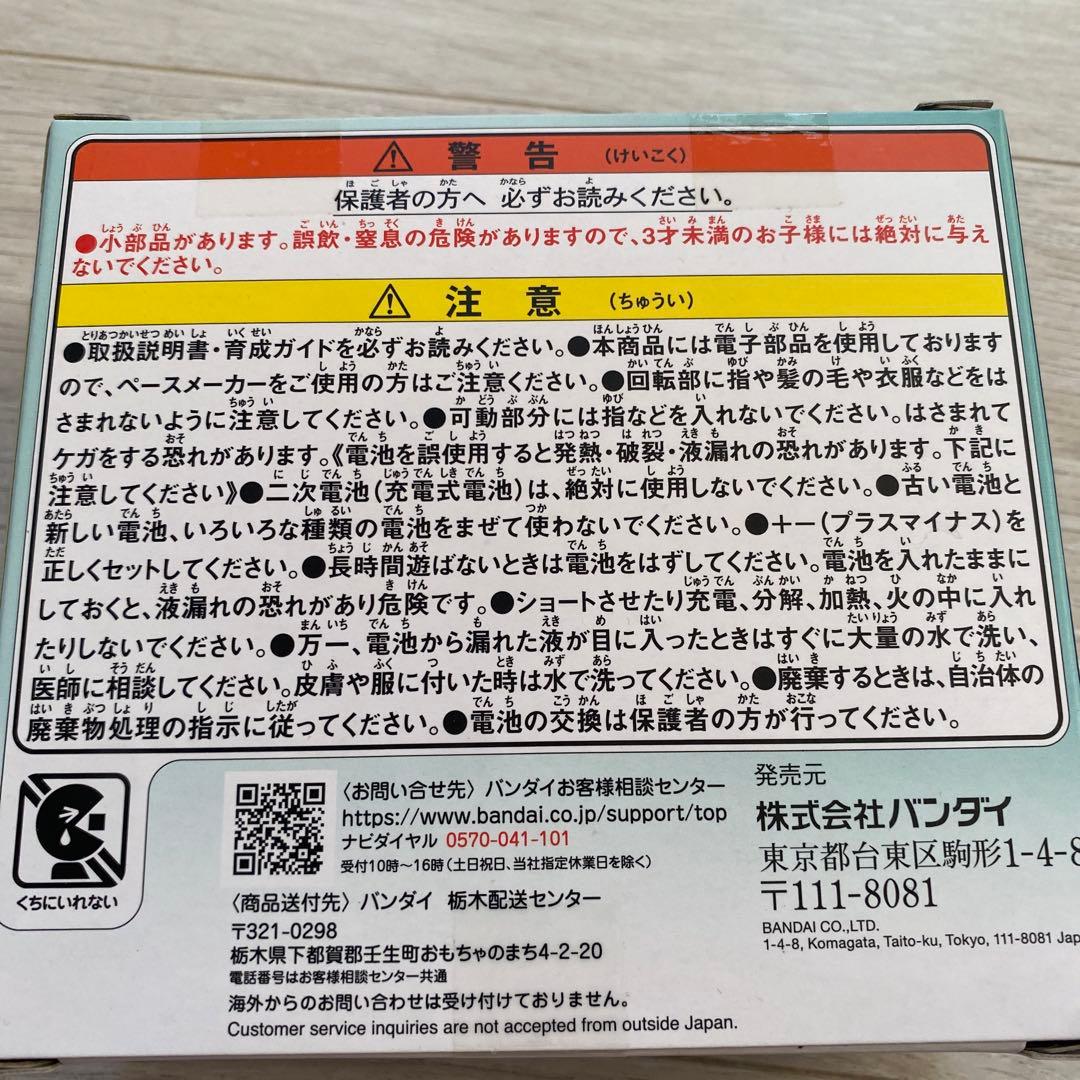 警告 (けいこく)
保護者の方へ 必ずお読みください。
●小部品があります。誤飲・窒息の危険がありますので、3才未満のお子様には絶対に与え
ないでください。
注意 (ちゅうい)
●取扱説明書・育成ガイドを必ずお読みください。●本商品には電子部品を使用しております
ので、ペースメーカーをご使用の方はご注意ください。●回転部に指や髪の毛や衣服などをは
さまれないように注意してください。●可動部分には指などを入れないでください。はさまれて
ケガをする恐れがあります。《電池を誤使用すると発熱・破裂・液漏れの恐れがあります。下記に
注意してください》●二次電池(充電式電池)は、絶対に使用しないでください。●古い電池と
新しい電池、いろいろな種類の電池をまぜて使わないでください。●+-(プラスマイナス)を
正しくセットしてください。●長時間遊ばないときは電池をはずしてください。電池を入れたままに
しておくと、液漏れの恐れがあり危険です。●ショートさせたり充電、分解、加熱、火の中に入れ
たりしないでください。●万一、電池から漏れた液が目に入ったときはすぐに大量の水で洗い、
医師に相談してください。皮膚や服に付いた時は水で洗ってください。●廃棄するときは、自治体の
廃棄物処理の指示に従ってください。●電池の交換は保護者の方が行ってください。
くちにいれない
〈お問い合せ先〉バンダイお客様相談センター
https://www.bandai.co.jp/support/top
ナビダイヤル 0570-041-101
受付10時~16時(土日祝日、当社指定休業日を除く)
〈商品送付先〉バンダイ 栃木配送センター
〒321-0298
栃木県下都賀郡壬生町おもちゃのまち4-2-20
電話番号はお客様相談センター共通
海外からのお問い合わせは受け付けておりません。
Customer service inquiries are not accepted from outside Japan.
発売元
株式会社バンダイ
東京都台東区駒形1-4-8
〒111-8081
BANDAI CO.,LTD.
1-4-8, Komagata, Taito-ku, Tokyo, 111-8081 Jap